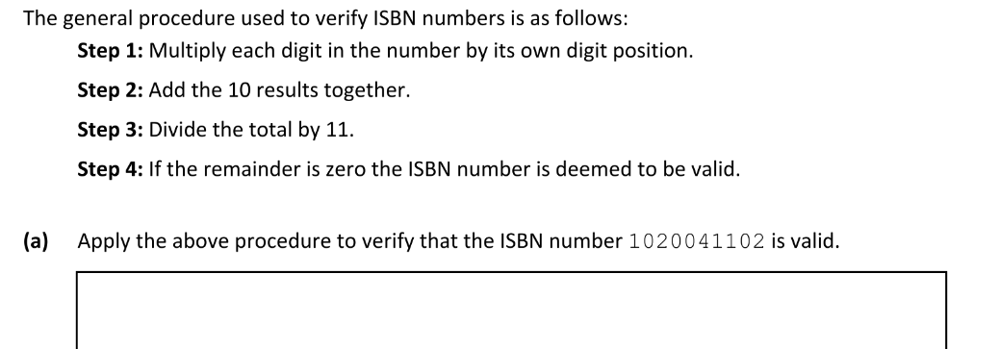 The general procedure used to verify ISBN numbers is as follows:
Step 1: Multiply each digit in the number by its own digit position.
Step 2: Add the 10 results together.
Step 3: Divide the total by 11.
Step 4: If the remainder is zero the ISBN number is deemed to be valid.
(a) Apply the above procedure to verify that the ISBN number 1020041102 is valid.